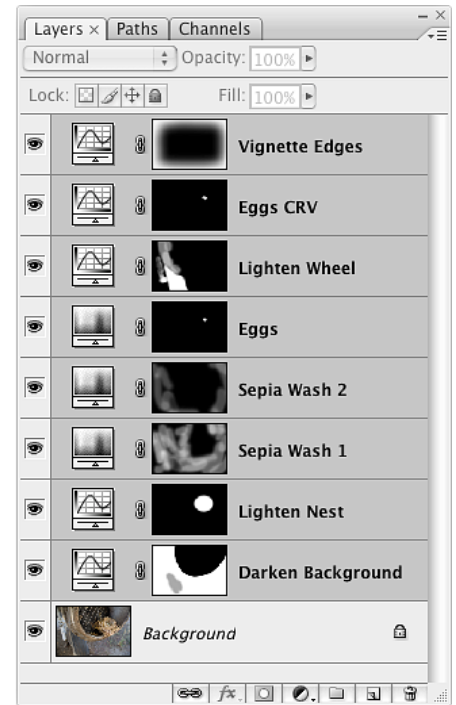 Layers × Paths Channels
Normal Opacity: 100%
Lock: Fill: 100%
Vignette Edges
Eggs CRV
Lighten Wheel
Eggs
Sepia Wash 2
Sepia Wash 1
Lighten Nest
Darken Background
Background
fx.